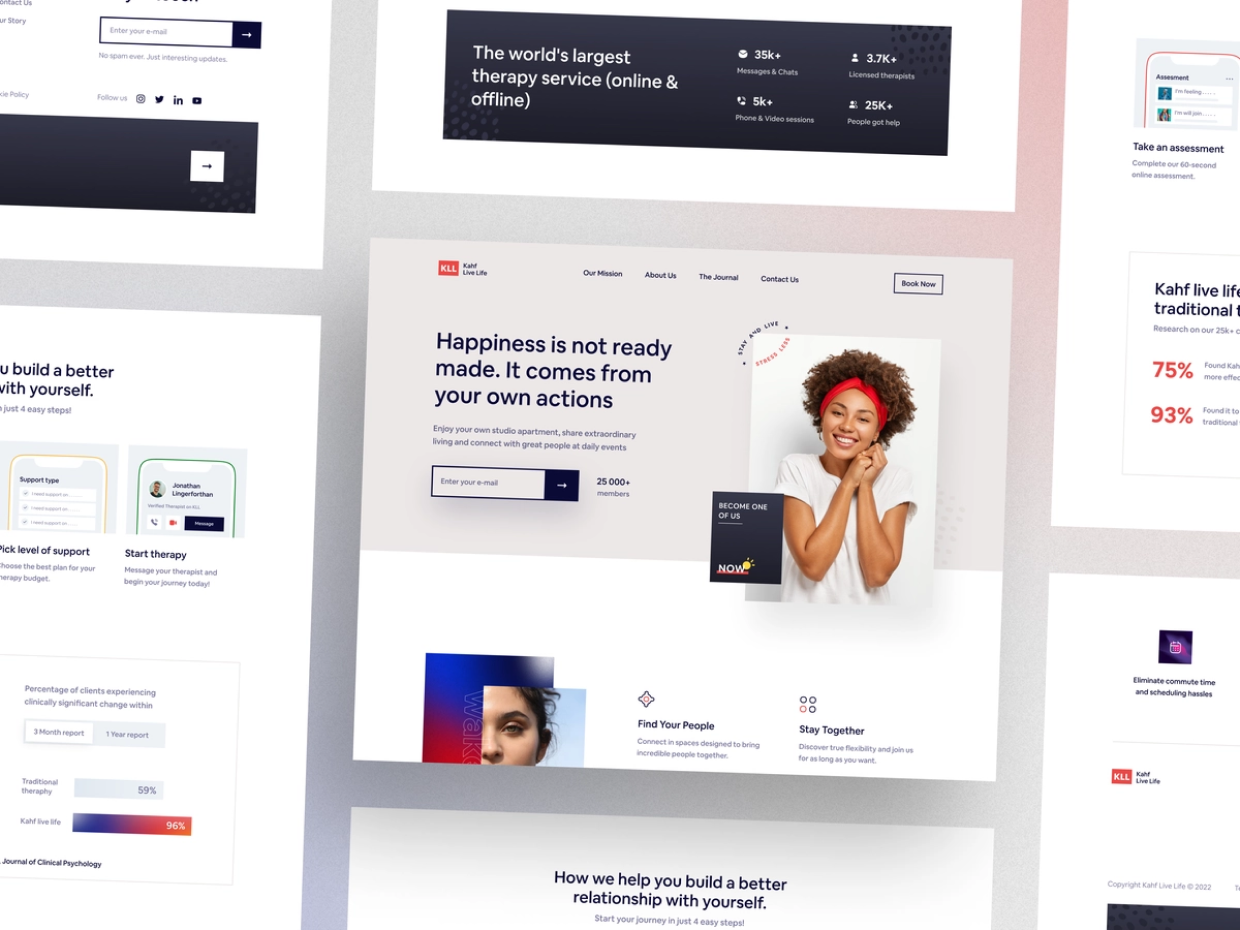 ontact Us
ur Story
Enter your e-mail
→
No spam ever. Just interesting updates.
kie Policy
Follow us
→
The world's largest
therapy service (online &
offline)
35k+
Messages & Chats
3.7K+
Licensed therapists
5k+
Phone & Video sessions
25K+
People got help
Assesment
I'm feeling . . . . .
I'm will join . . . . .
Take an assessment
Complete our 60-second
online assessment.
KLL
Kahf
Live Life
Our Mission
About Us
The Journal
Contact Us
Book Now
Happiness is not ready
made. It comes from
your own actions
Enjoy your own studio apartment, share extraordinary
living and connect with great people at daily events
Enter your e-mail
→
25 000+
members
STAY AND LIVE
STRESS LESS
BECOME ONE
OF US
NOW
Find Your People
Connect in spaces designed to bring
incredible people together.
Stay Together
Discover true flexibility and join us
for as long as you want.
Kahf live life
traditional t
Research on our 25k+ c
75%
Found Kah
more effec
93%
Found it to
traditional
u build a better
with yourself.
n just 4 easy steps!
Support type
I need support on . . . . . .
I need support on . . . . . .
I need support on . . . . . .
Pick level of support
Choose the best plan for your
herapy budget.
Jonathan
Lingerforthan
Verified Therapist on KLL
Message
Start therapy
Message your therapist and
begin your journey today!
Percentage of clients experiencing
clinically significant change within
3 Month report
1 Year report
Traditional
theraphy
59%
Kahf live life
96%
Journal of Clinical Psychology
How we help you build a better
relationship with yourself.
Start your journey in just 4 easy steps!
Eliminate commute time
and scheduling hassles
KLL
Kahf
Live Life
Copyright Kahf Live Life © 2022
Te